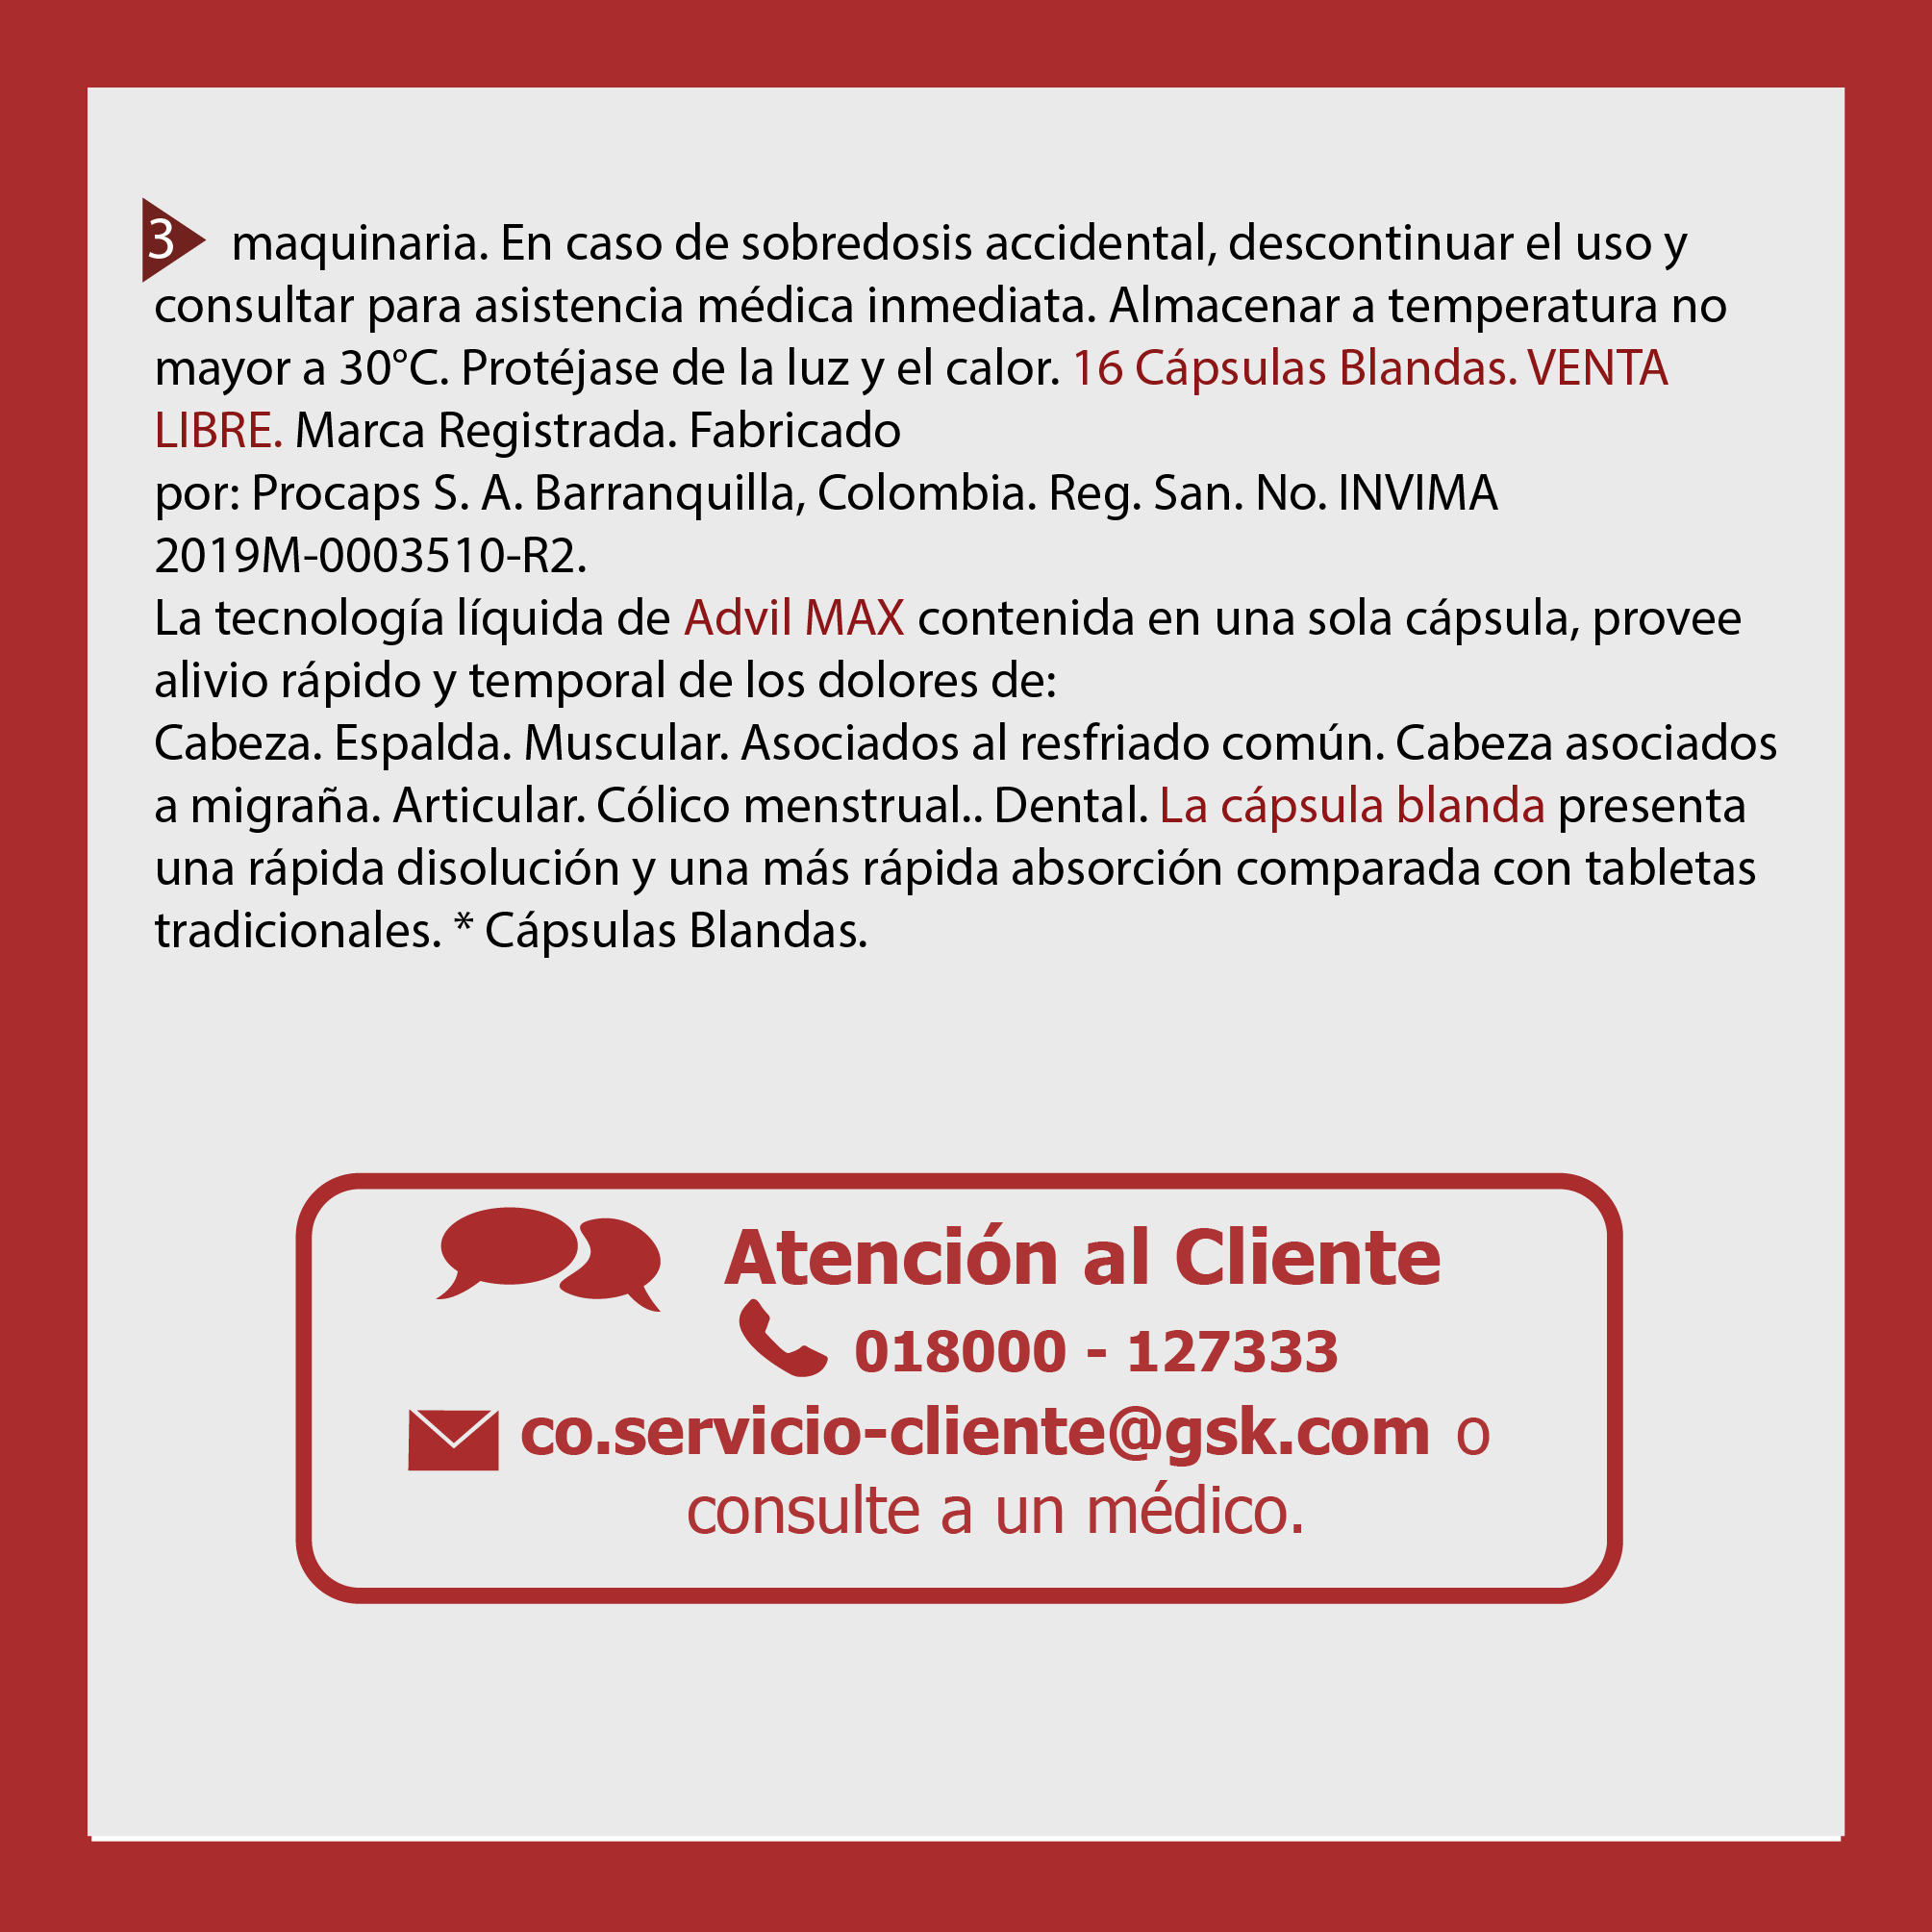 3 maquinaria. En caso de sobredosis accidental, descontinuar el uso y
consultar para asistencia médica inmediata. Almacenar a temperatura no
mayor a 30°C. Protéjase de la luz y el calor. 16 Cápsulas Blandas. VENTA
LIBRE. Marca Registrada. Fabricado
por: Procaps S. A. Barranquilla, Colombia. Reg. San. No. INVIMA
2019M-0003510-R2.
La tecnología líquida de Advil MAX contenida en una sola cápsula, provee
alivio rápido y temporal de los dolores de:
Cabeza. Espalda. Muscular. Asociados al resfriado común. Cabeza asociados
a migraña. Articular. Cólico menstrual.. Dental. La cápsula blanda presenta
una rápida disolución y una más rápida absorción comparada con tabletas
tradicionales. * Cápsulas Blandas.
Atención al Cliente
018000 - 127333
co.servicio-cliente@gsk.com o
consulte a un médico.